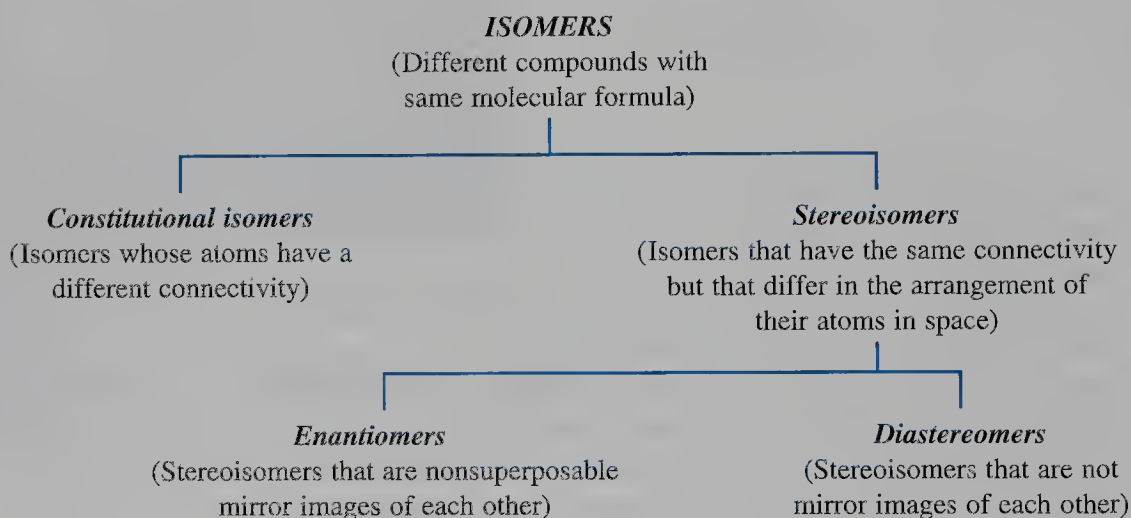 ISOMERS
(Different compounds with
same molecular formula)
Constitutional isomers
(Isomers whose atoms have a
different connectivity)
Stereoisomers
(Isomers that have the same connectivity
but that differ in the arrangement of
their atoms in space)
Enantiomers
(Stereoisomers that are nonsuperposable
mirror images of each other)
Diastereomers
(Stereoisomers that are not
mirror images of each other)